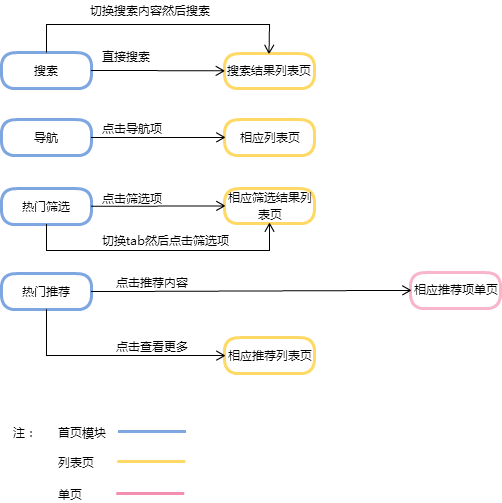 切换搜索内容然后搜索
直接搜索
搜索
搜索结果列表页
点击导航项
导航
相应列表页
点击筛选项
热门筛选
相应筛选结果列
表页
切换tab然后点击筛选项
点击推荐内容
热门推荐
相应推荐项单页
点击查看更多
相应推荐列表页
注：
首页模块
列表页
单页